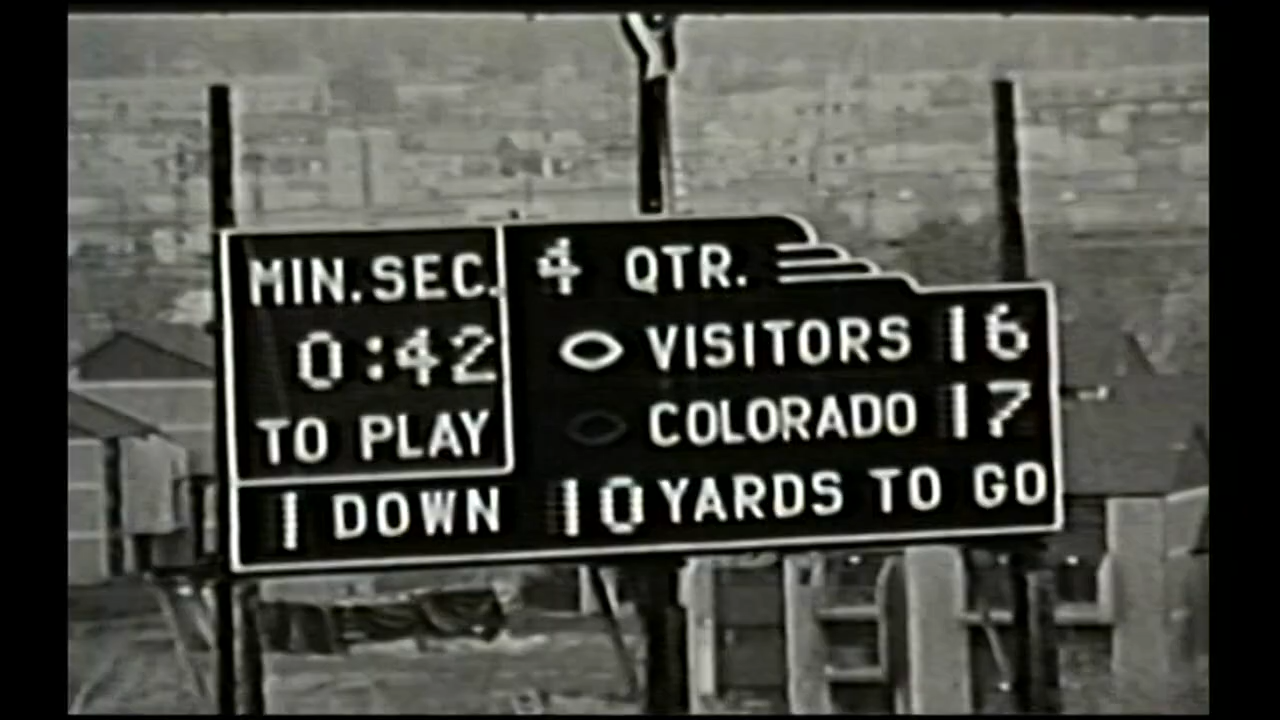 MIN.SEC.
0:42
TO PLAY
4 QTR.
VISITORS 16
COLORADO 17
1 DOWN 10 YARDS TO GO